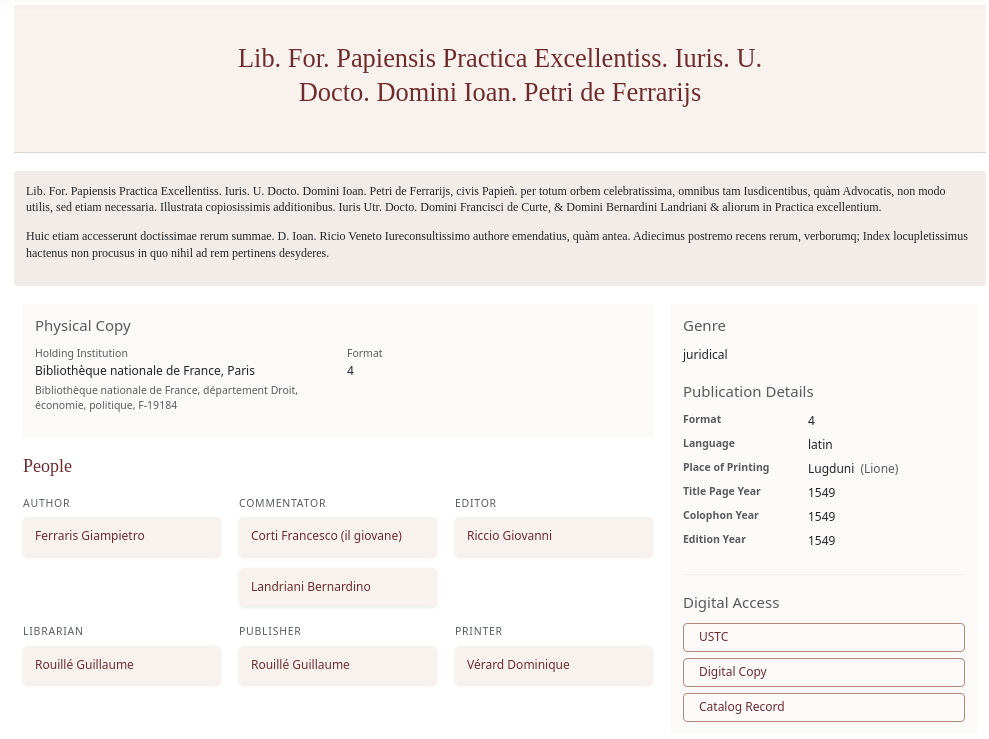 Lib. For. Papiensis Practica Excellentiss. Iuris. U.
Docto. Domini Ioan. Petri de Ferrarijs
Lib. For. Papiensis Practica Excellentiss. Iuris. U. Docto. Domini Ioan. Petri de Ferrarijs, civis Papieñ. per totum orbem celebratissima, omnibus tam Iusdicentibus, quàm Advocatis, non modo
utilis, sed etiam necessaria. Illustrata copiosissimis additionibus. Iuris Utr. Docto. Domini Francisci de Curte, & Domini Bernardini Landriani & aliorum in Practica excellentium.
Huic etiam accesserunt doctissimae rerum summae. D. Ioan. Ricio Veneto Iureconsultissimo authore emendatius, quàm antea. Adiecimus postremo recens rerum, verborumq; Index locupletissimus
hactenus non procusus in quo nihil ad rem pertinens desyderes.
Physical Copy
Holding Institution
Bibliothèque nationale de France, Paris
Bibliothèque nationale de France, département Droit,
économie, politique, F-19184
Format
4
People
AUTHOR
Ferraris Giampietro
COMMENTATOR
Corti Francesco (il giovane)
Landriani Bernardino
EDITOR
Riccio Giovanni
LIBRARIAN
Rouillé Guillaume
PUBLISHER
Rouillé Guillaume
PRINTER
Vérard Dominique
Genre
juridical
Publication Details
Format 4
Language latin
Place of Printing Lugduni (Lione)
Title Page Year 1549
Colophon Year 1549
Edition Year 1549
Digital Access
USTC
Digital Copy
Catalog Record